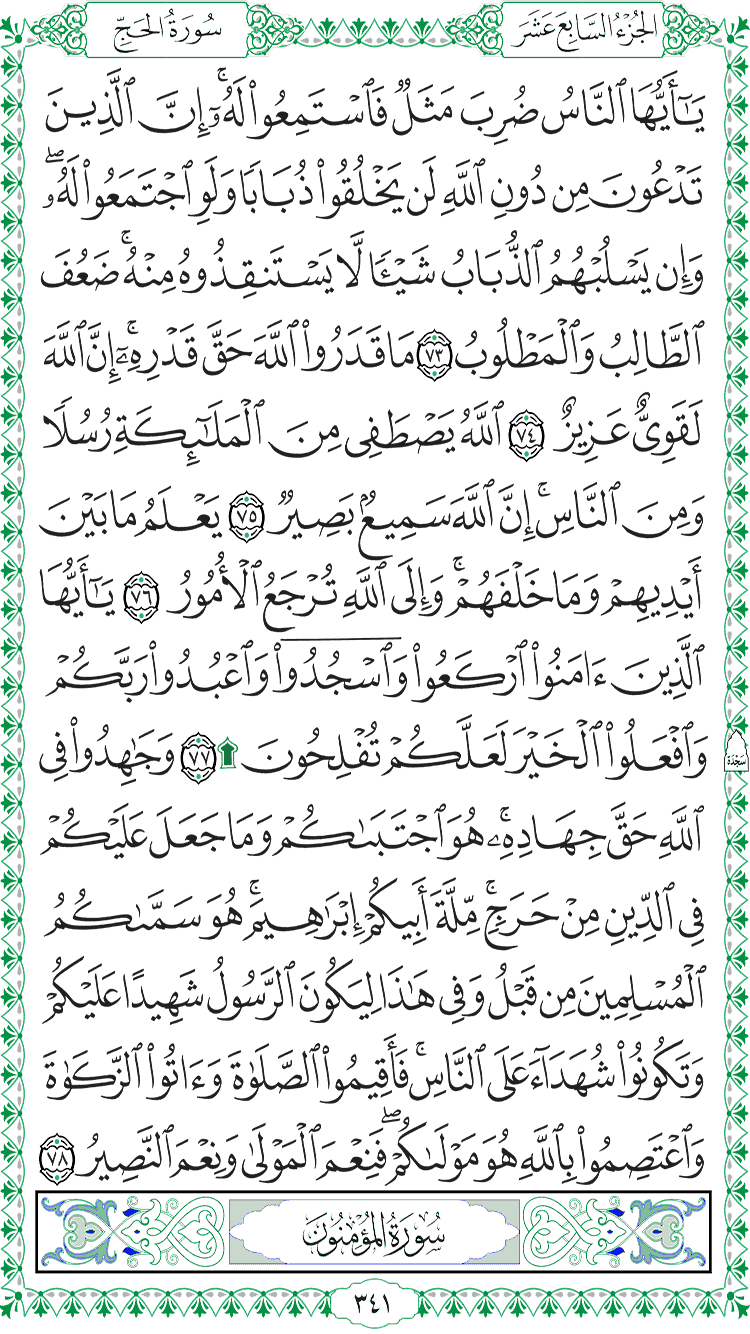 الجُزْءُ السَّابِعَ عَشَرَ
سُورَةُ الحَجِّ
يَـٰٓأَيُّهَا ٱلنَّاسُ ضُرِبَ مَثَلٌ فَٱسْتَمِعُوا۟ لَهُۥٓ ۚ إِنَّ ٱلَّذِينَ
تَدْعُونَ مِن دُونِ ٱللَّهِ لَن يَخْلُقُوا۟ ذُبَابًا وَلَوِ ٱجْتَمَعُوا۟ لَهُۥ ۖ
وَإِن يَسْلُبْهُمُ ٱلذُّبَابُ شَيْـًٔا لَّا يَسْتَنقِذُوهُ مِنْهُ ۚ ضَعُفَ
ٱلطَّالِبُ وَٱلْمَطْلُوبُ ٧٣ مَا قَدَرُوا۟ ٱللَّهَ حَقَّ قَدْرِهِۦٓ ۚ إِنَّ ٱللَّهَ
لَقَوِىٌّ عَزِيزٌ ٧٤ ٱللَّهُ يَصْطَفِى مِنَ ٱلْمَلَـٰٓئِكَةِ رُسُلًا
وَمِنَ ٱلنَّاسِ ۚ إِنَّ ٱللَّهَ سَمِيعٌۢ بَصِيرٌ ٧٥ يَعْلَمُ مَا بَيْنَ
أَيْدِيهِمْ وَمَا خَلْفَهُمْ ۗ وَإِلَى ٱللَّهِ تُرْجَعُ ٱلْأُمُورُ ٧٦ يَـٰٓأَيُّهَا
ٱلَّذِينَ ءَامَنُوا۟ ٱرْكَعُوا۟ وَٱسْجُدُوا۟ وَٱعْبُدُوا۟ رَبَّكُمْ
وَٱفْعَلُوا۟ ٱلْخَيْرَ لَعَلَّكُمْ تُفْلِحُونَ ۩ ٧٧ وَجَـٰهِدُوا۟ فِى
سَجْدَة
ٱللَّهِ حَقَّ جِهَادِهِۦ ۚ هُوَ ٱجْتَبَىٰكُمْ وَمَا جَعَلَ عَلَيْكُمْ
فِى ٱلدِّينِ مِنْ حَرَجٍ ۚ مِّلَّةَ أَبِيكُمْ إِبْرَٰهِيمَ ۚ هُوَ سَمَّىٰكُمُ
ٱلْمُسْلِمِينَ مِن قَبْلُ وَفِى هَـٰذَا لِيَكُونَ ٱلرَّسُولُ شَهِيدًا عَلَيْكُمْ
وَتَكُونُوا۟ شُهَدَآءَ عَلَى ٱلنَّاسِ ۚ فَأَقِيمُوا۟ ٱلصَّلَوٰةَ وَءَاتُوا۟ ٱلزَّكَوٰةَ
وَٱعْتَصِمُوا۟ بِٱللَّهِ هُوَ مَوْلَىٰكُمْ ۖ فَنِعْمَ ٱلْمَوْلَىٰ وَنِعْمَ ٱلنَّصِيرُ ٧٨
سُورَةُ المُؤْمِنُونَ
٣٤١